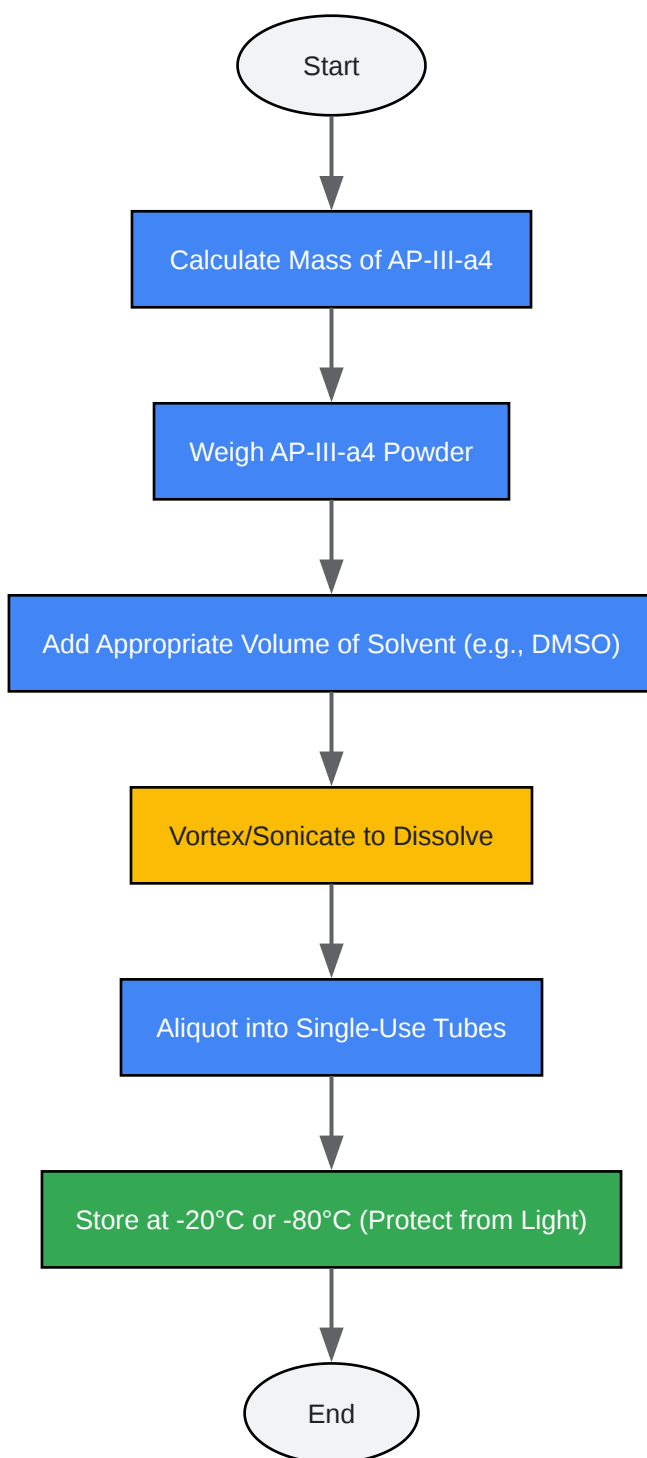 Start
Calculate Mass of AP-III-a4
Weigh AP-III-a4 Powder
Add Appropriate Volume of Solvent (e.g., DMSO)
Vortex/Sonicate to Dissolve
Aliquot into Single-Use Tubes
Store at -20°C or -80°C (Protect from Light)
End